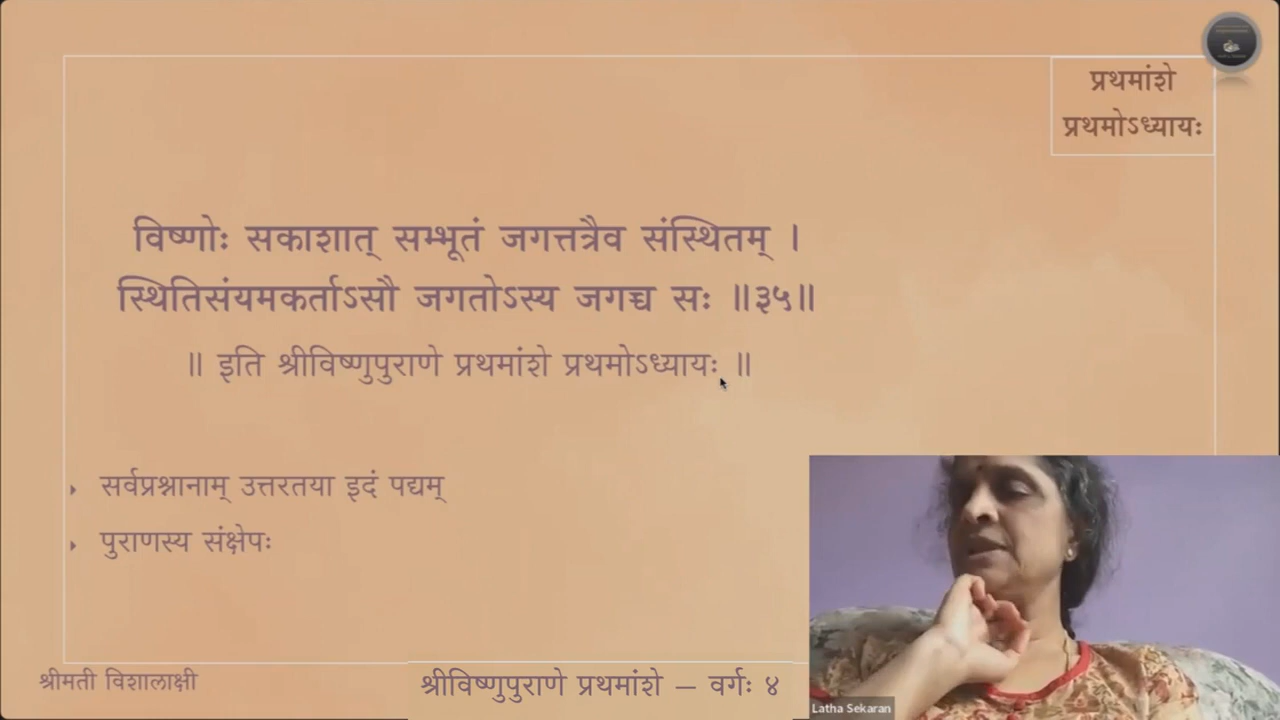 प्रथमांशे
प्रथमोऽध्यायः
विष्णोः सकाशात् सम्भूतं जगत्तत्रैव संस्थितम् ।
स्थितिसंयमकर्ताऽसौ जगतोऽस्य जगच्च सः ॥३५॥
॥ इति श्रीविष्णुपुराणे प्रथमांशे प्रथमोऽध्यायः ॥
सर्वप्रश्नानाम् उत्तरतया इदं पद्यम्
पुराणस्य संक्षेपः
श्रीमती विशालाक्षी
श्रीविष्णुपुराणे प्रथमांशे – वर्गः ४
Latha Sekaran